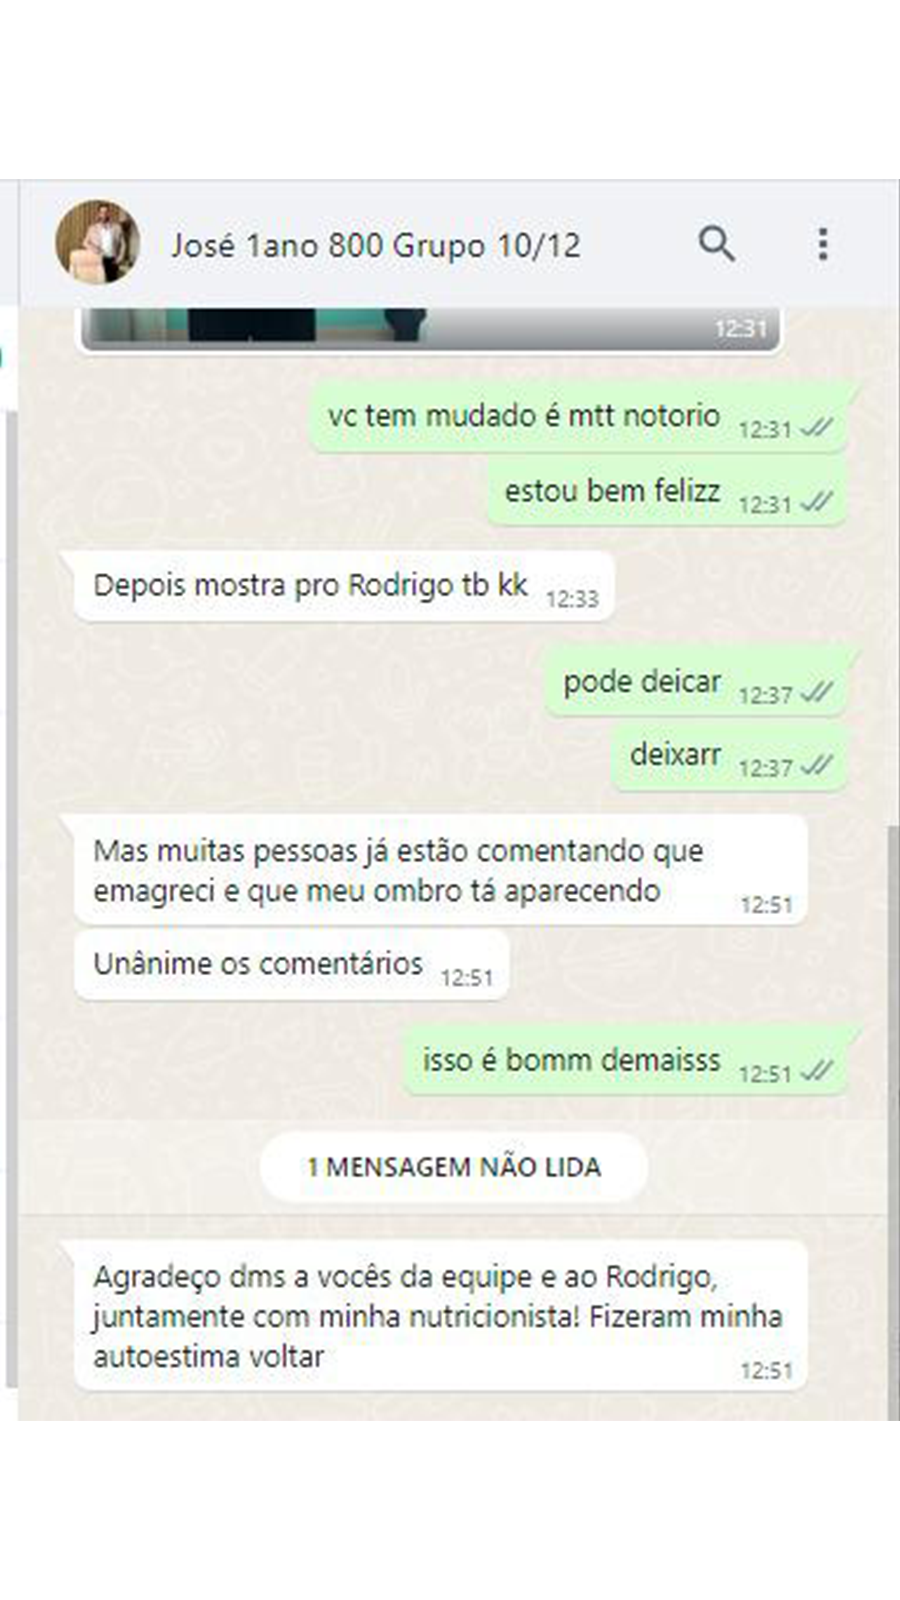 José 1ano 800 Grupo 10/12
12:31
vc tem mudado é mtt notorio 12:31
estou bem felizz 12:31
Depois mostra pro Rodrigo tb kk 12:33
pode deicar 12:37
deixarr 12:37
Mas muitas pessoas já estão comentando que
emagreci e que meu ombro tá aparecendo 12:51
Unânime os comentários 12:51
isso é bomm demaisss 12:51
1 MENSAGEM NÃO LIDA
Agradeço dms a vocês da equipe e ao Rodrigo,
juntamente com minha nutricionista! Fizeram minha
autoestima voltar 12:51